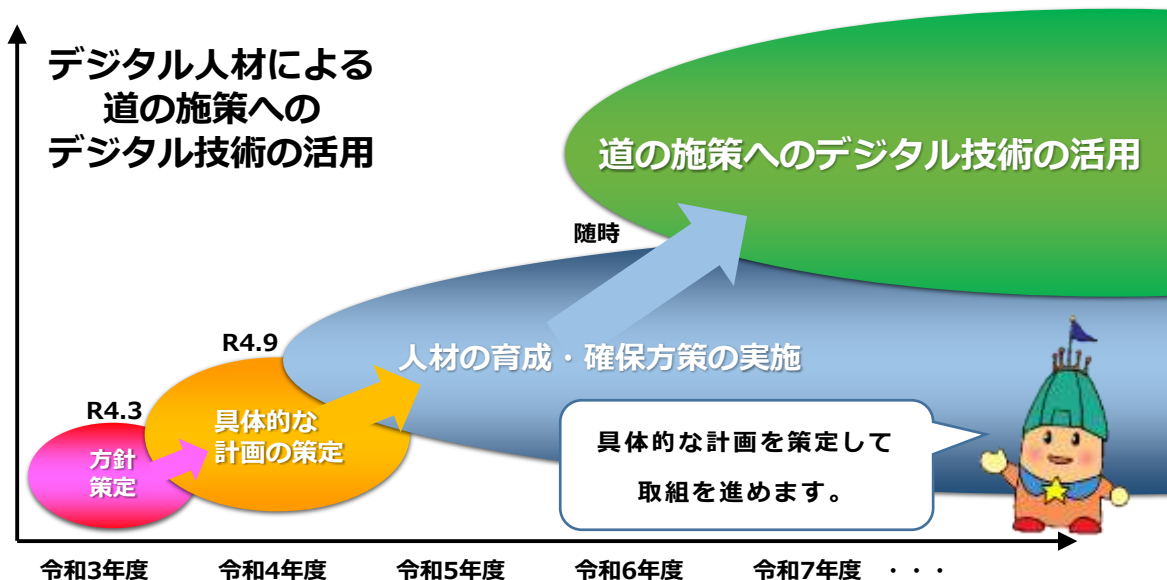 デジタル人材による
道の施策への
デジタル技術の活用
道の施策へのデジタル技術の活用
随時
R4.9
人材の育成・確保方策の実施
R4.3
具体的な
計画の策定
方針
策定
具体的な計画を策定して
取組を進めます。
令和3年度 令和4年度 令和5年度 令和6年度 令和7年度 ・・・